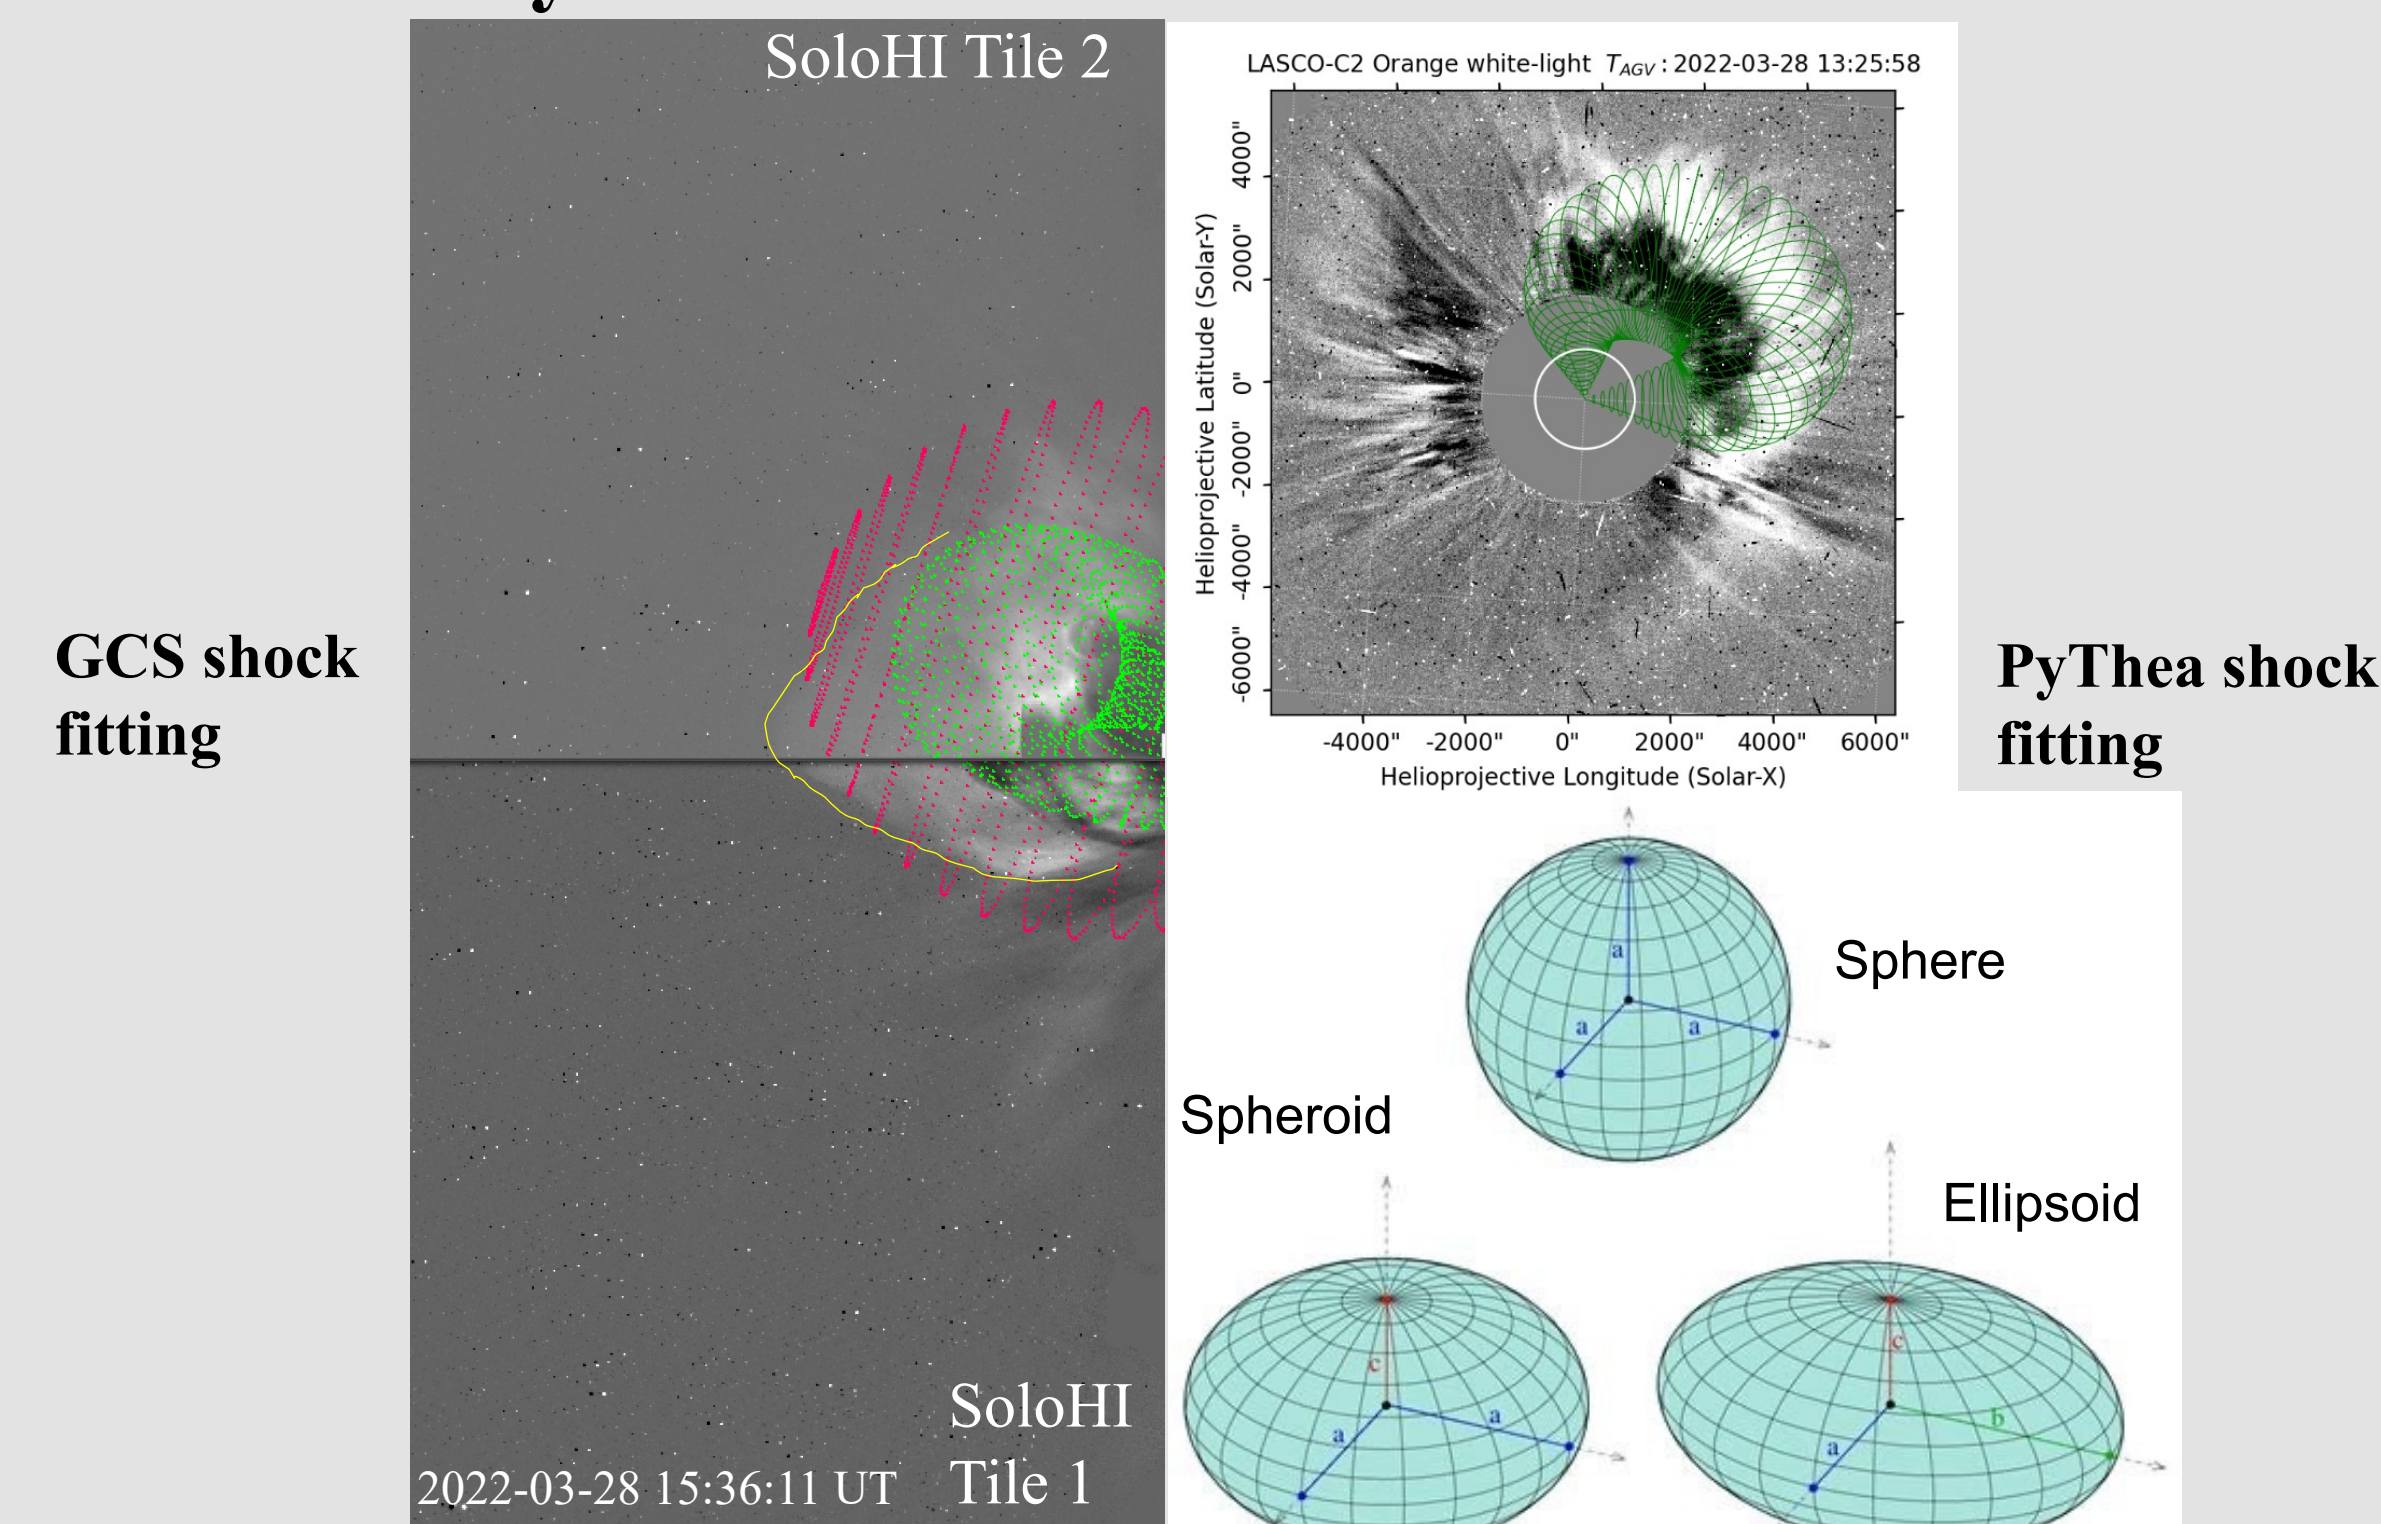 SoloHI Tile 2
GCS shock
fitting
SoloHI
Tile 1
2022-03-28 15:36:11 UT
LASCO-C2 Orange white-light T_AGV : 2022-03-28 13:25:58
Helioprojective Latitude (Solar-Y)
4000"
2000"
0"
-2000"
-4000"
-6000"
-4000" -2000" 0" 2000" 4000" 6000"
Helioprojective Longitude (Solar-X)
PyThea shock
fitting
Sphere
a
a
a
Spheroid
c
a
a
Ellipsoid
c
b
a